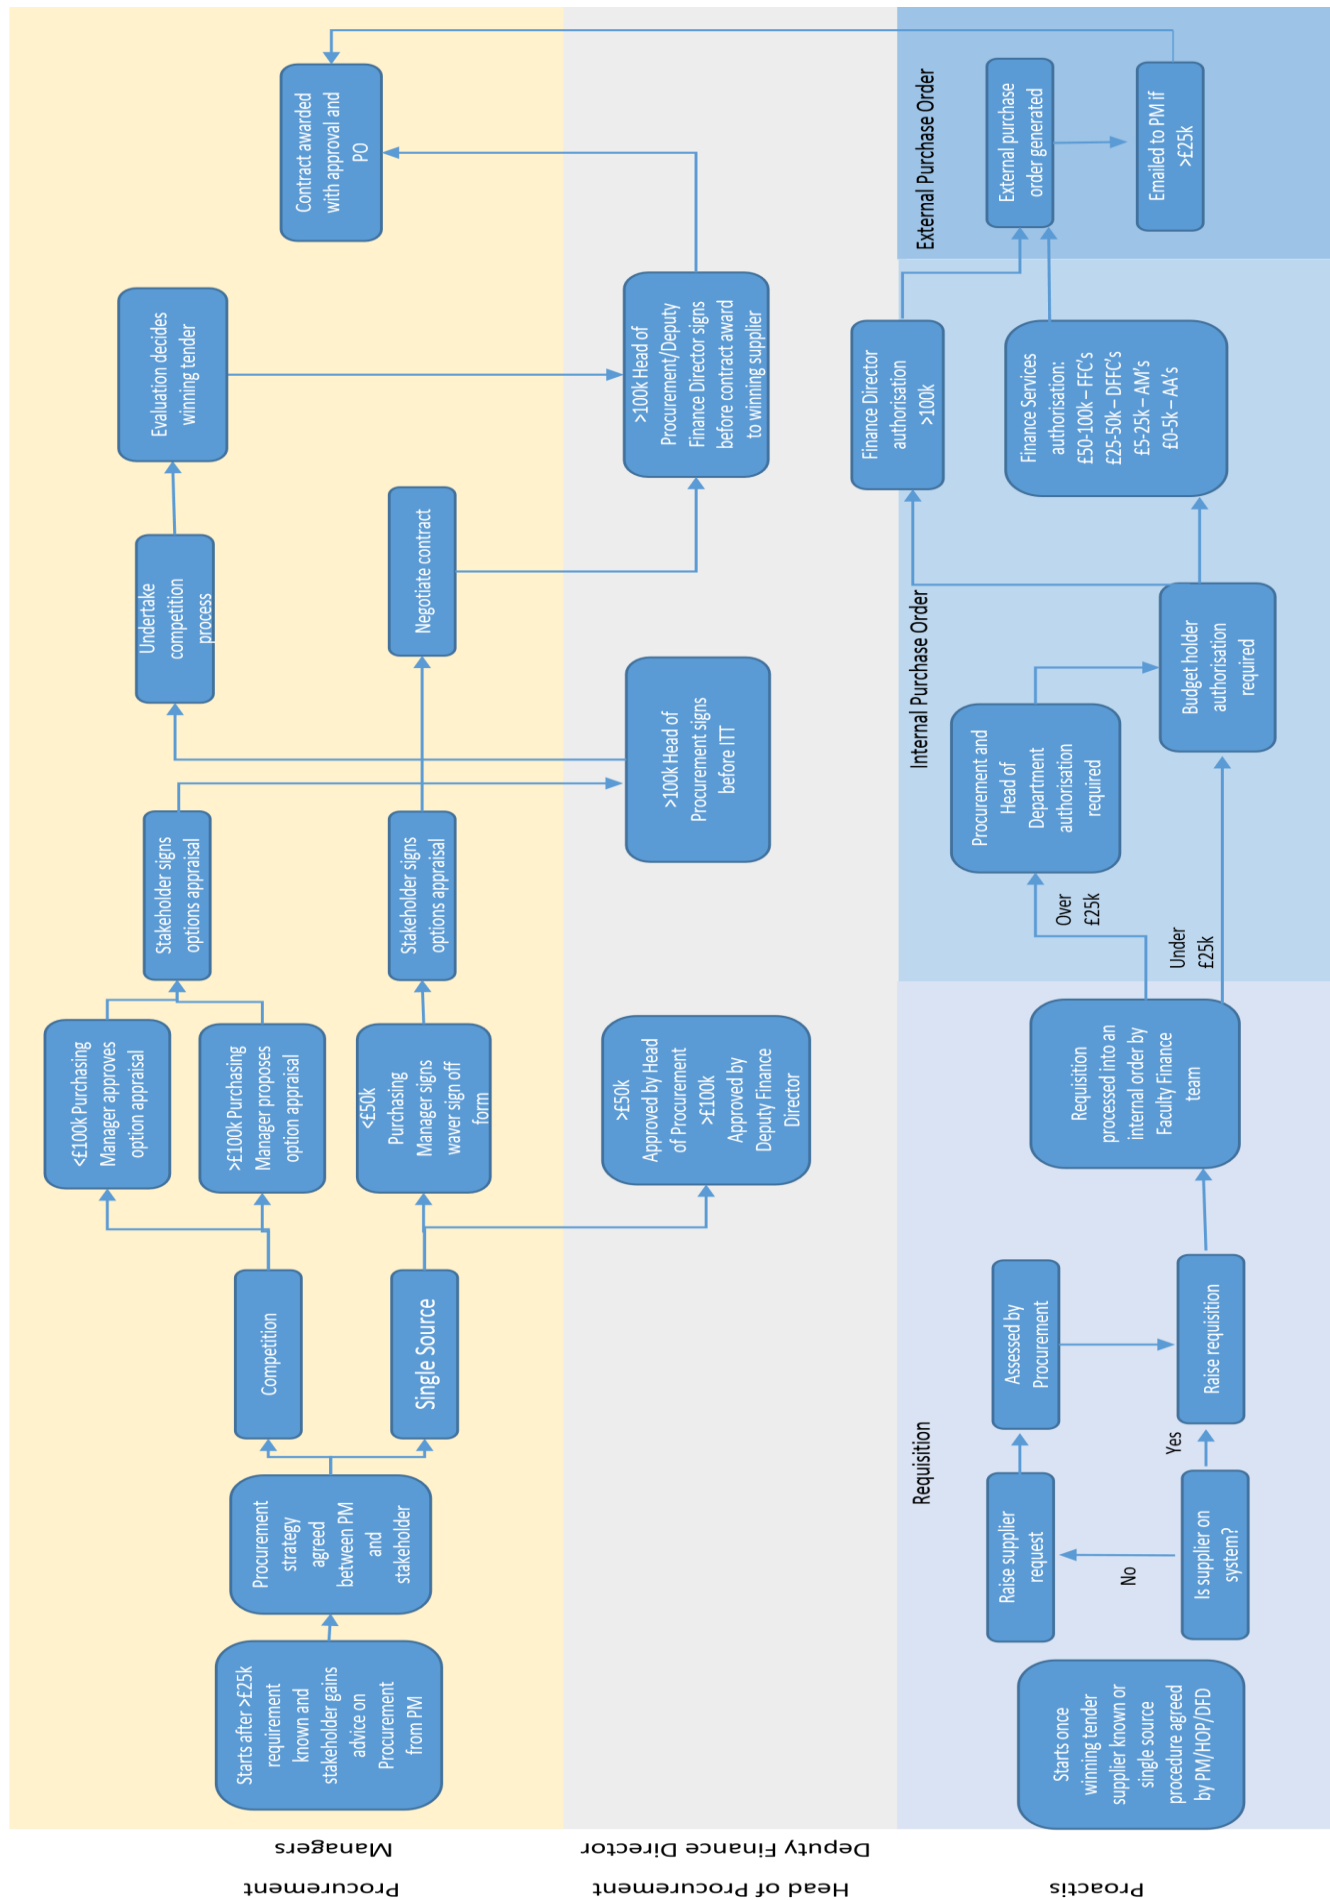 Procurement
Managers
Starts after >£25k
requirement
known and
stakeholder gains
advice on
Procurement
from PM
Procurement
strategy
agreed
between PM
and
stakeholder
Competition
Single Source
<£100k Purchasing
Manager approves
option appraisal
>£100k Purchasing
Manager proposes
option appraisal
<£50k
Purchasing
Manager signs
waver sign off
form
Stakeholder signs
options appraisal
Stakeholder signs
options appraisal
Undertake
competition
process
Negotiate contract
Evaluation decides
winning tender
Contract awarded
with approval and
PO
Head of Procurement
Deputy Finance Director
>£50k
Approved by Head
of Procurement
>£100k
Approved by
Deputy Finance
Director
>100k Head of
Procurement signs
before ITT
>100k Head of
Procurement/Deputy
Finance Director signs
before contract award
to winning supplier
Proactis
Requisition
Starts once
winning tender
supplier known or
single source
procedure agreed
by PM/HOP/DFD
Is supplier on
system?
No
Yes
Raise supplier
request
Assessed by
Procurement
Raise requisition
Requisition
processed into an
internal order by
Faculty Finance
team
Internal Purchase Order
Over
£25k
Under
£25k
Procurement and
Head of
Department
authorisation
required
Budget holder
authorisation
required
Finance Director
authorisation
>100k
Finance Services
authorisation:
£50-100k – FFC's
£25-50k – DFFC's
£5-25k – AM's
£0-5k – AA's
External Purchase Order
External purchase
order generated
Emailed to PM if
>£25k